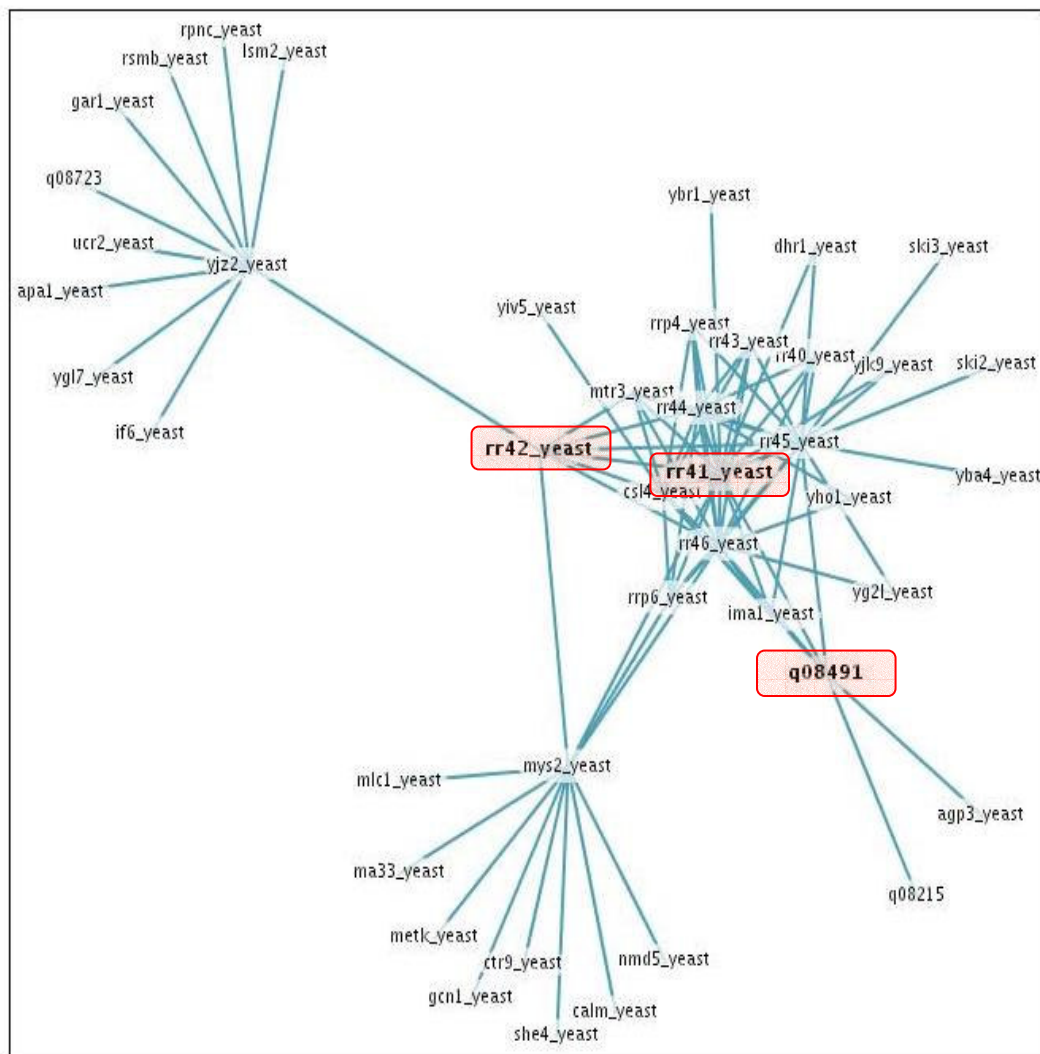 rpnc_yeast
lsm2_yeast
rsmb_yeast
gar1_yeast
q08723
ucr2_yeast
yjz2_yeast
apa1_yeast
ygl7_yeast
if6_yeast
ybr1_yeast
dhr1_yeast
ski3_yeast
yiv5_yeast
rrp4_yeast
rr43_yeast
rr40_yeast
yjk9_yeast
ski2_yeast
mtr3_yeast
rr44_yeast
rr42_yeast
rr45_yeast
rr41_yeast
yba4_yeast
csl4_yeast
yho1_yeast
rr46_yeast
rrp6_yeast
ima1_yeast
yg2l_yeast
q08491
mys2_yeast
mlc1_yeast
agp3_yeast
ma33_yeast
q08215
metk_yeast
ctr9_yeast
nmd5_yeast
gcn1_yeast
calm_yeast
she4_yeast